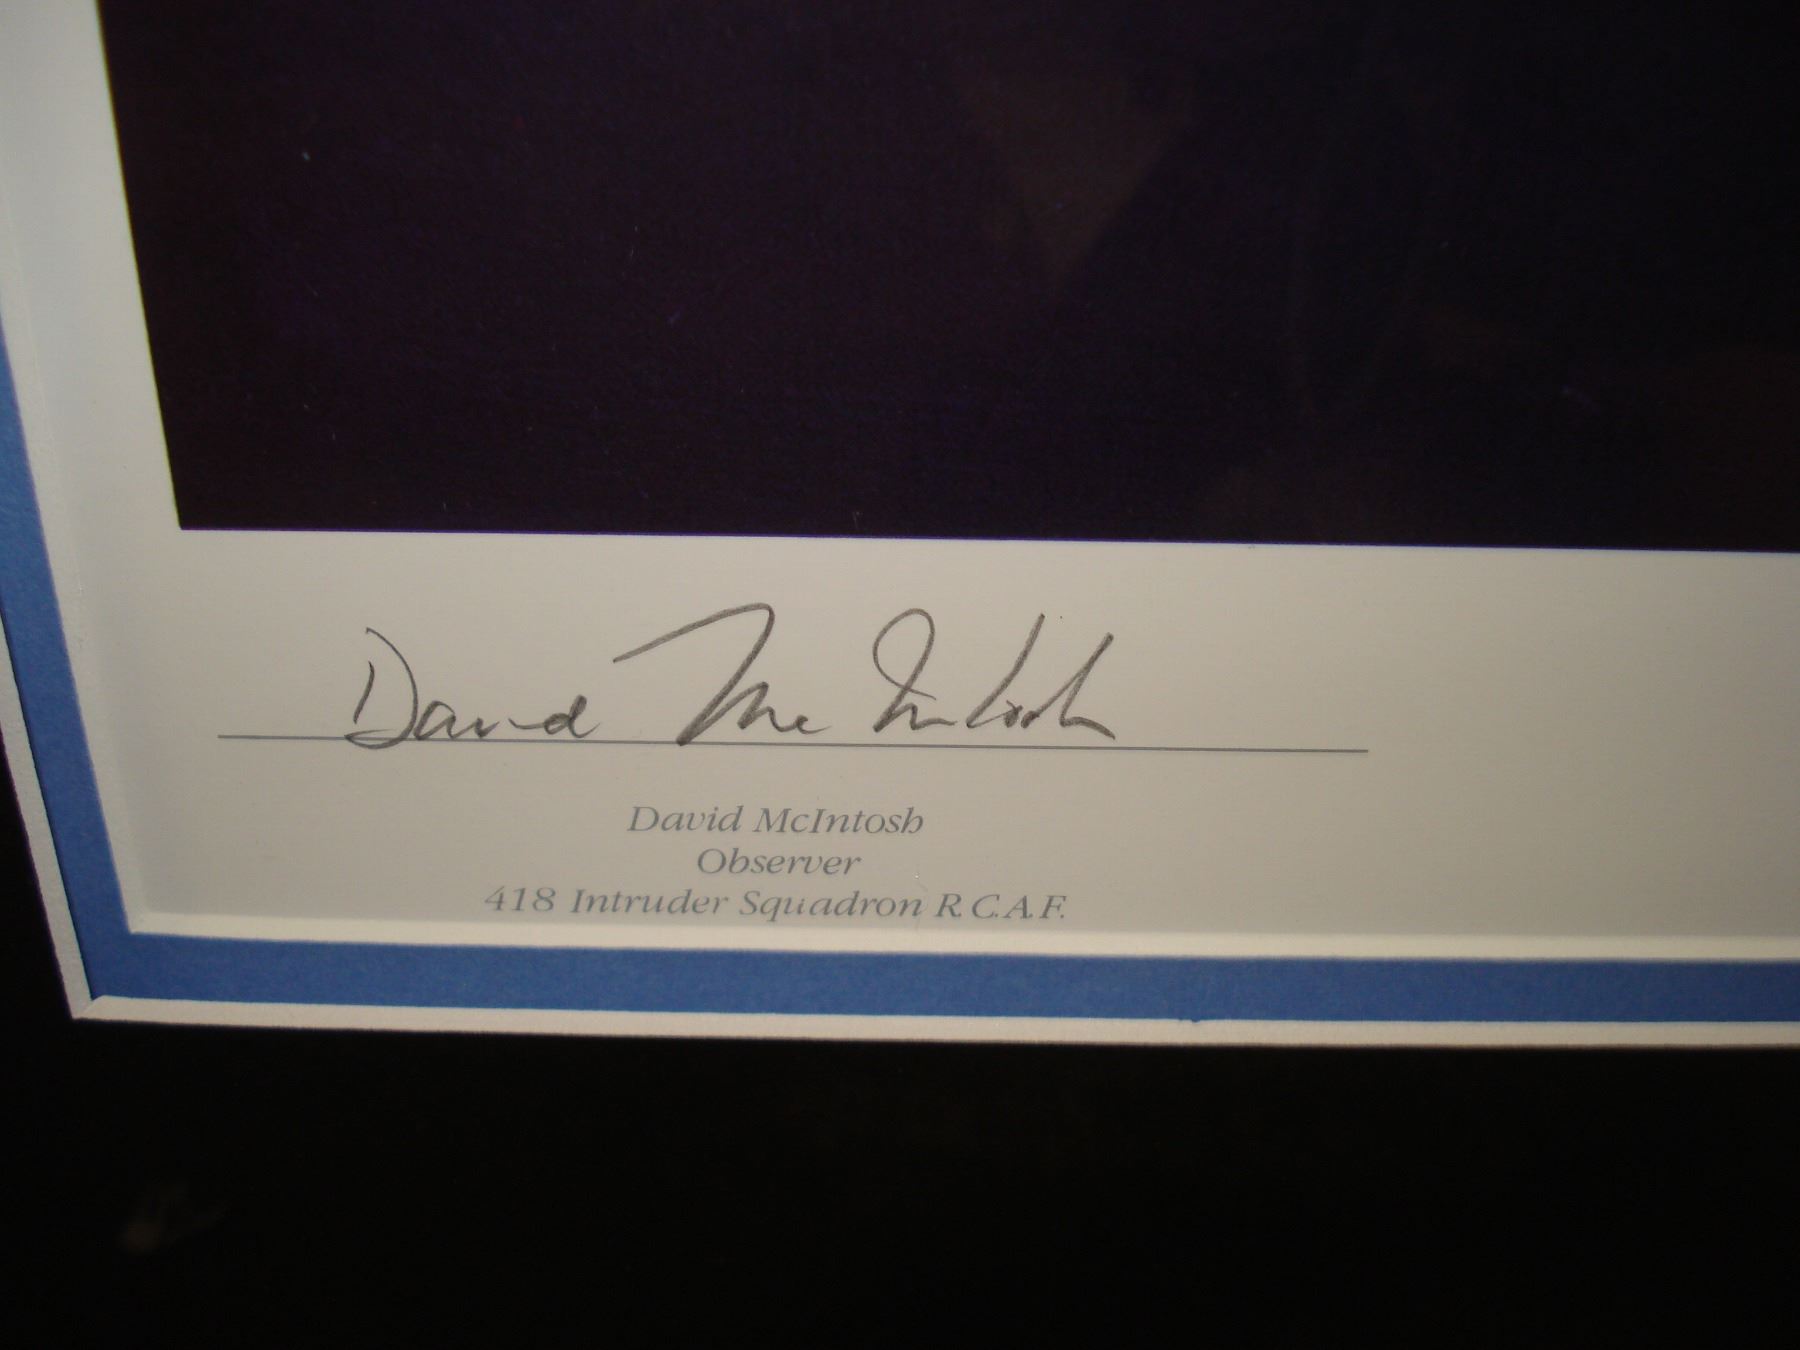 David McIntosh
David McIntosh
Observer
418 Intruder Squadron R.C.A.F.